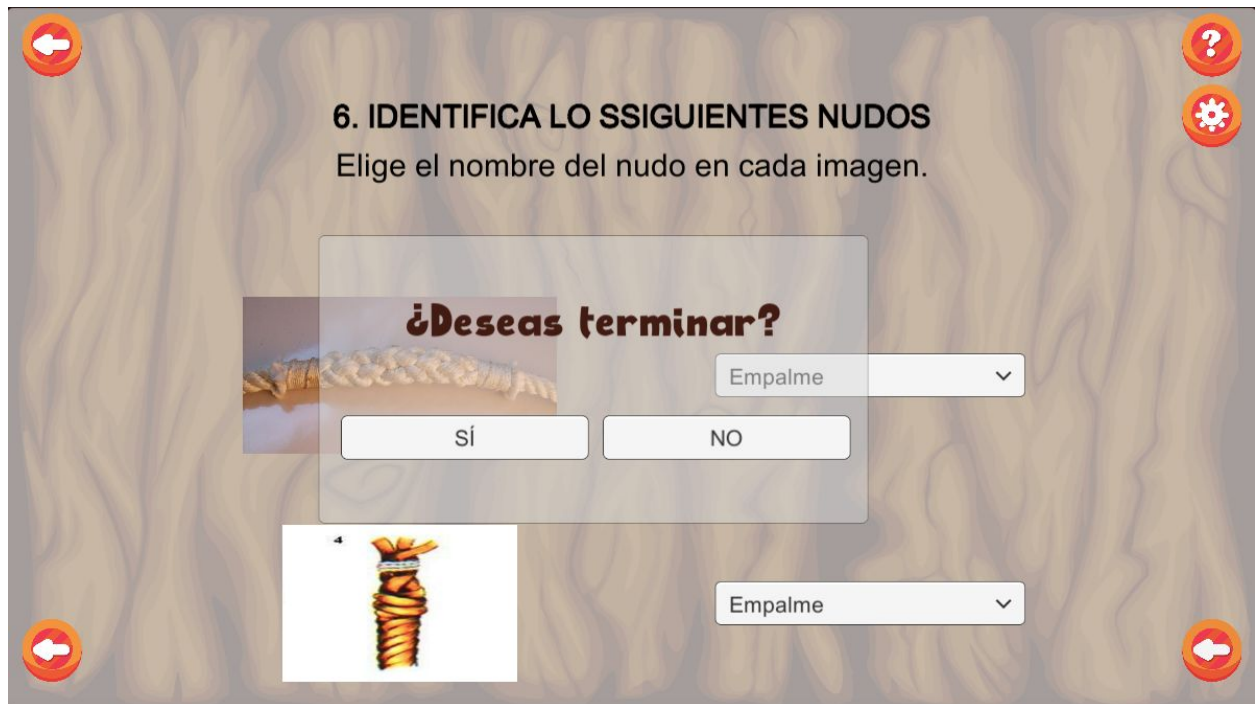 ?
6. IDENTIFICA LO SSIGUIENTES NUDOS
Elige el nombre del nudo en cada imagen.
¿Deseas terminar?
Empalme
SÍ
NO
4
Empalme